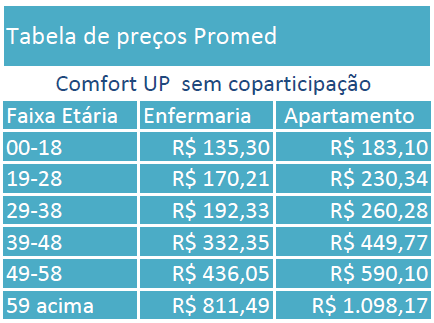 Tabela de preços Promed
Comfort UP sem coparticipação
Faixa Etária Enfermaria Apartamento
00-18 R$ 135,30 R$ 183,10
19-28 R$ 170,21 R$ 230,34
29-38 R$ 192,33 R$ 260,28
39-48 R$ 332,35 R$ 449,77
49-58 R$ 436,05 R$ 590,10
59 acima R$ 811,49 R$ 1.098,17